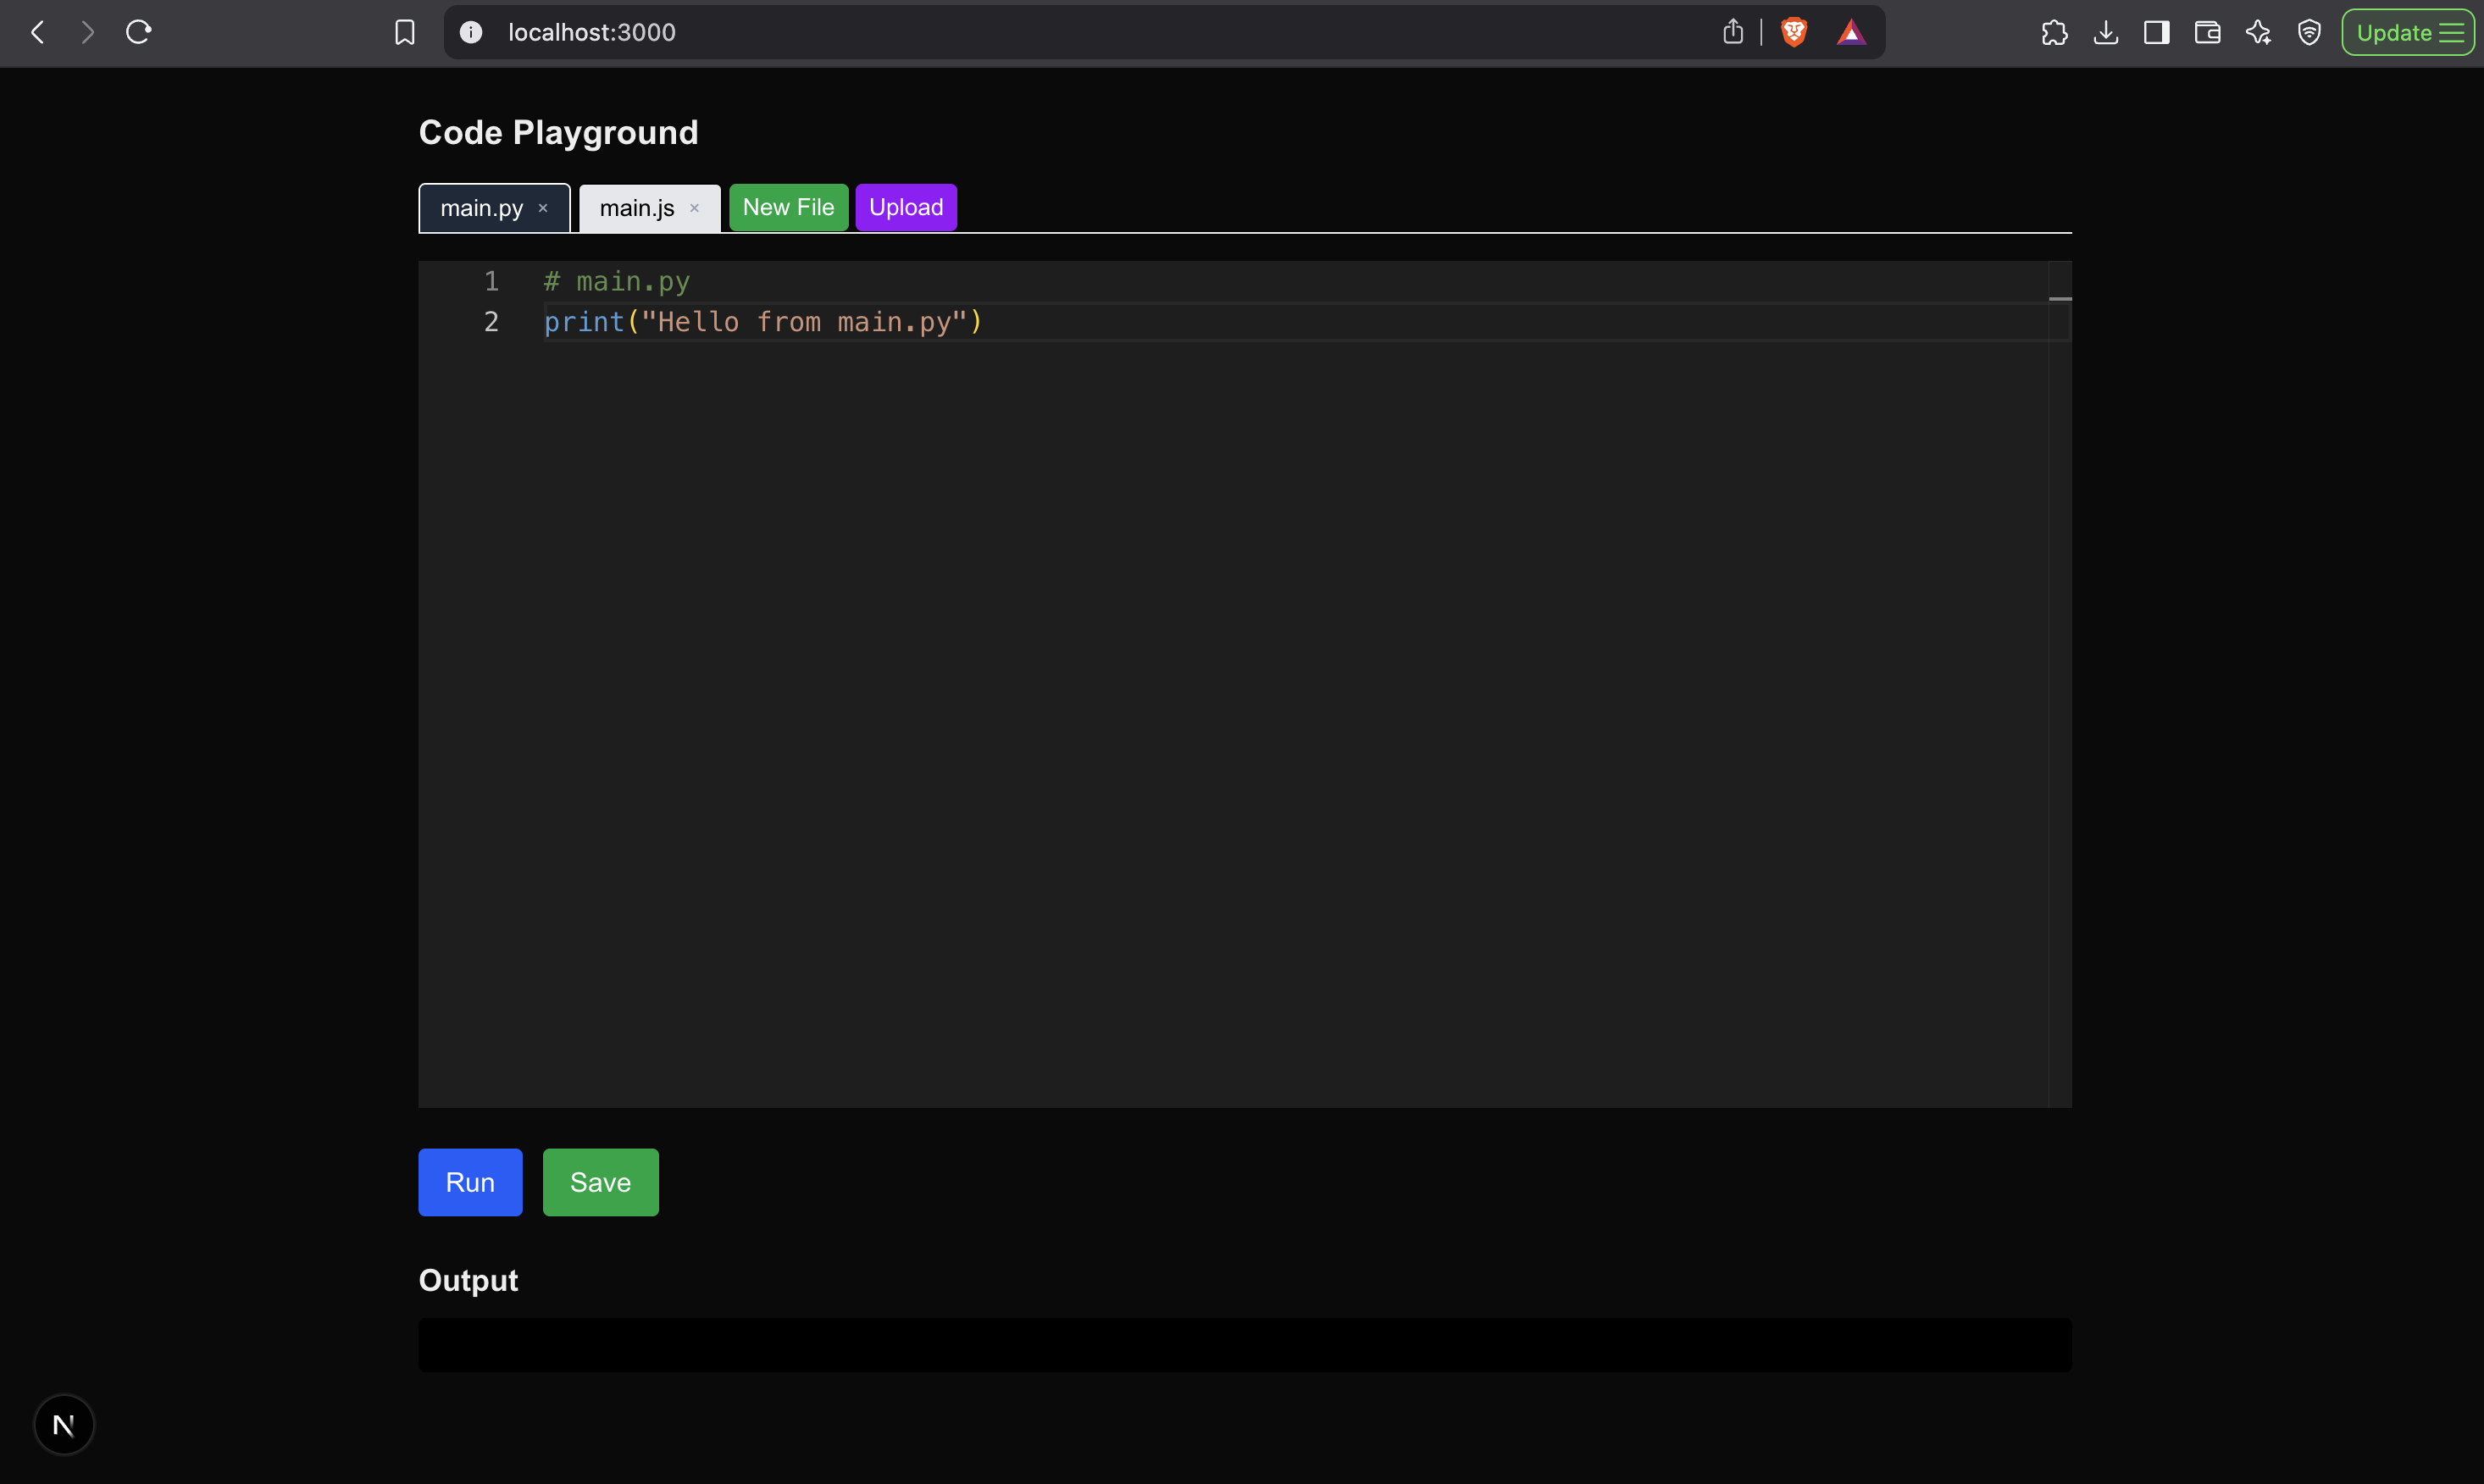 localhost:3000
Update
Code Playground
main.py × main.js × New File Upload
1 # main.py
2 print("Hello from main.py")
Run Save
Output
N